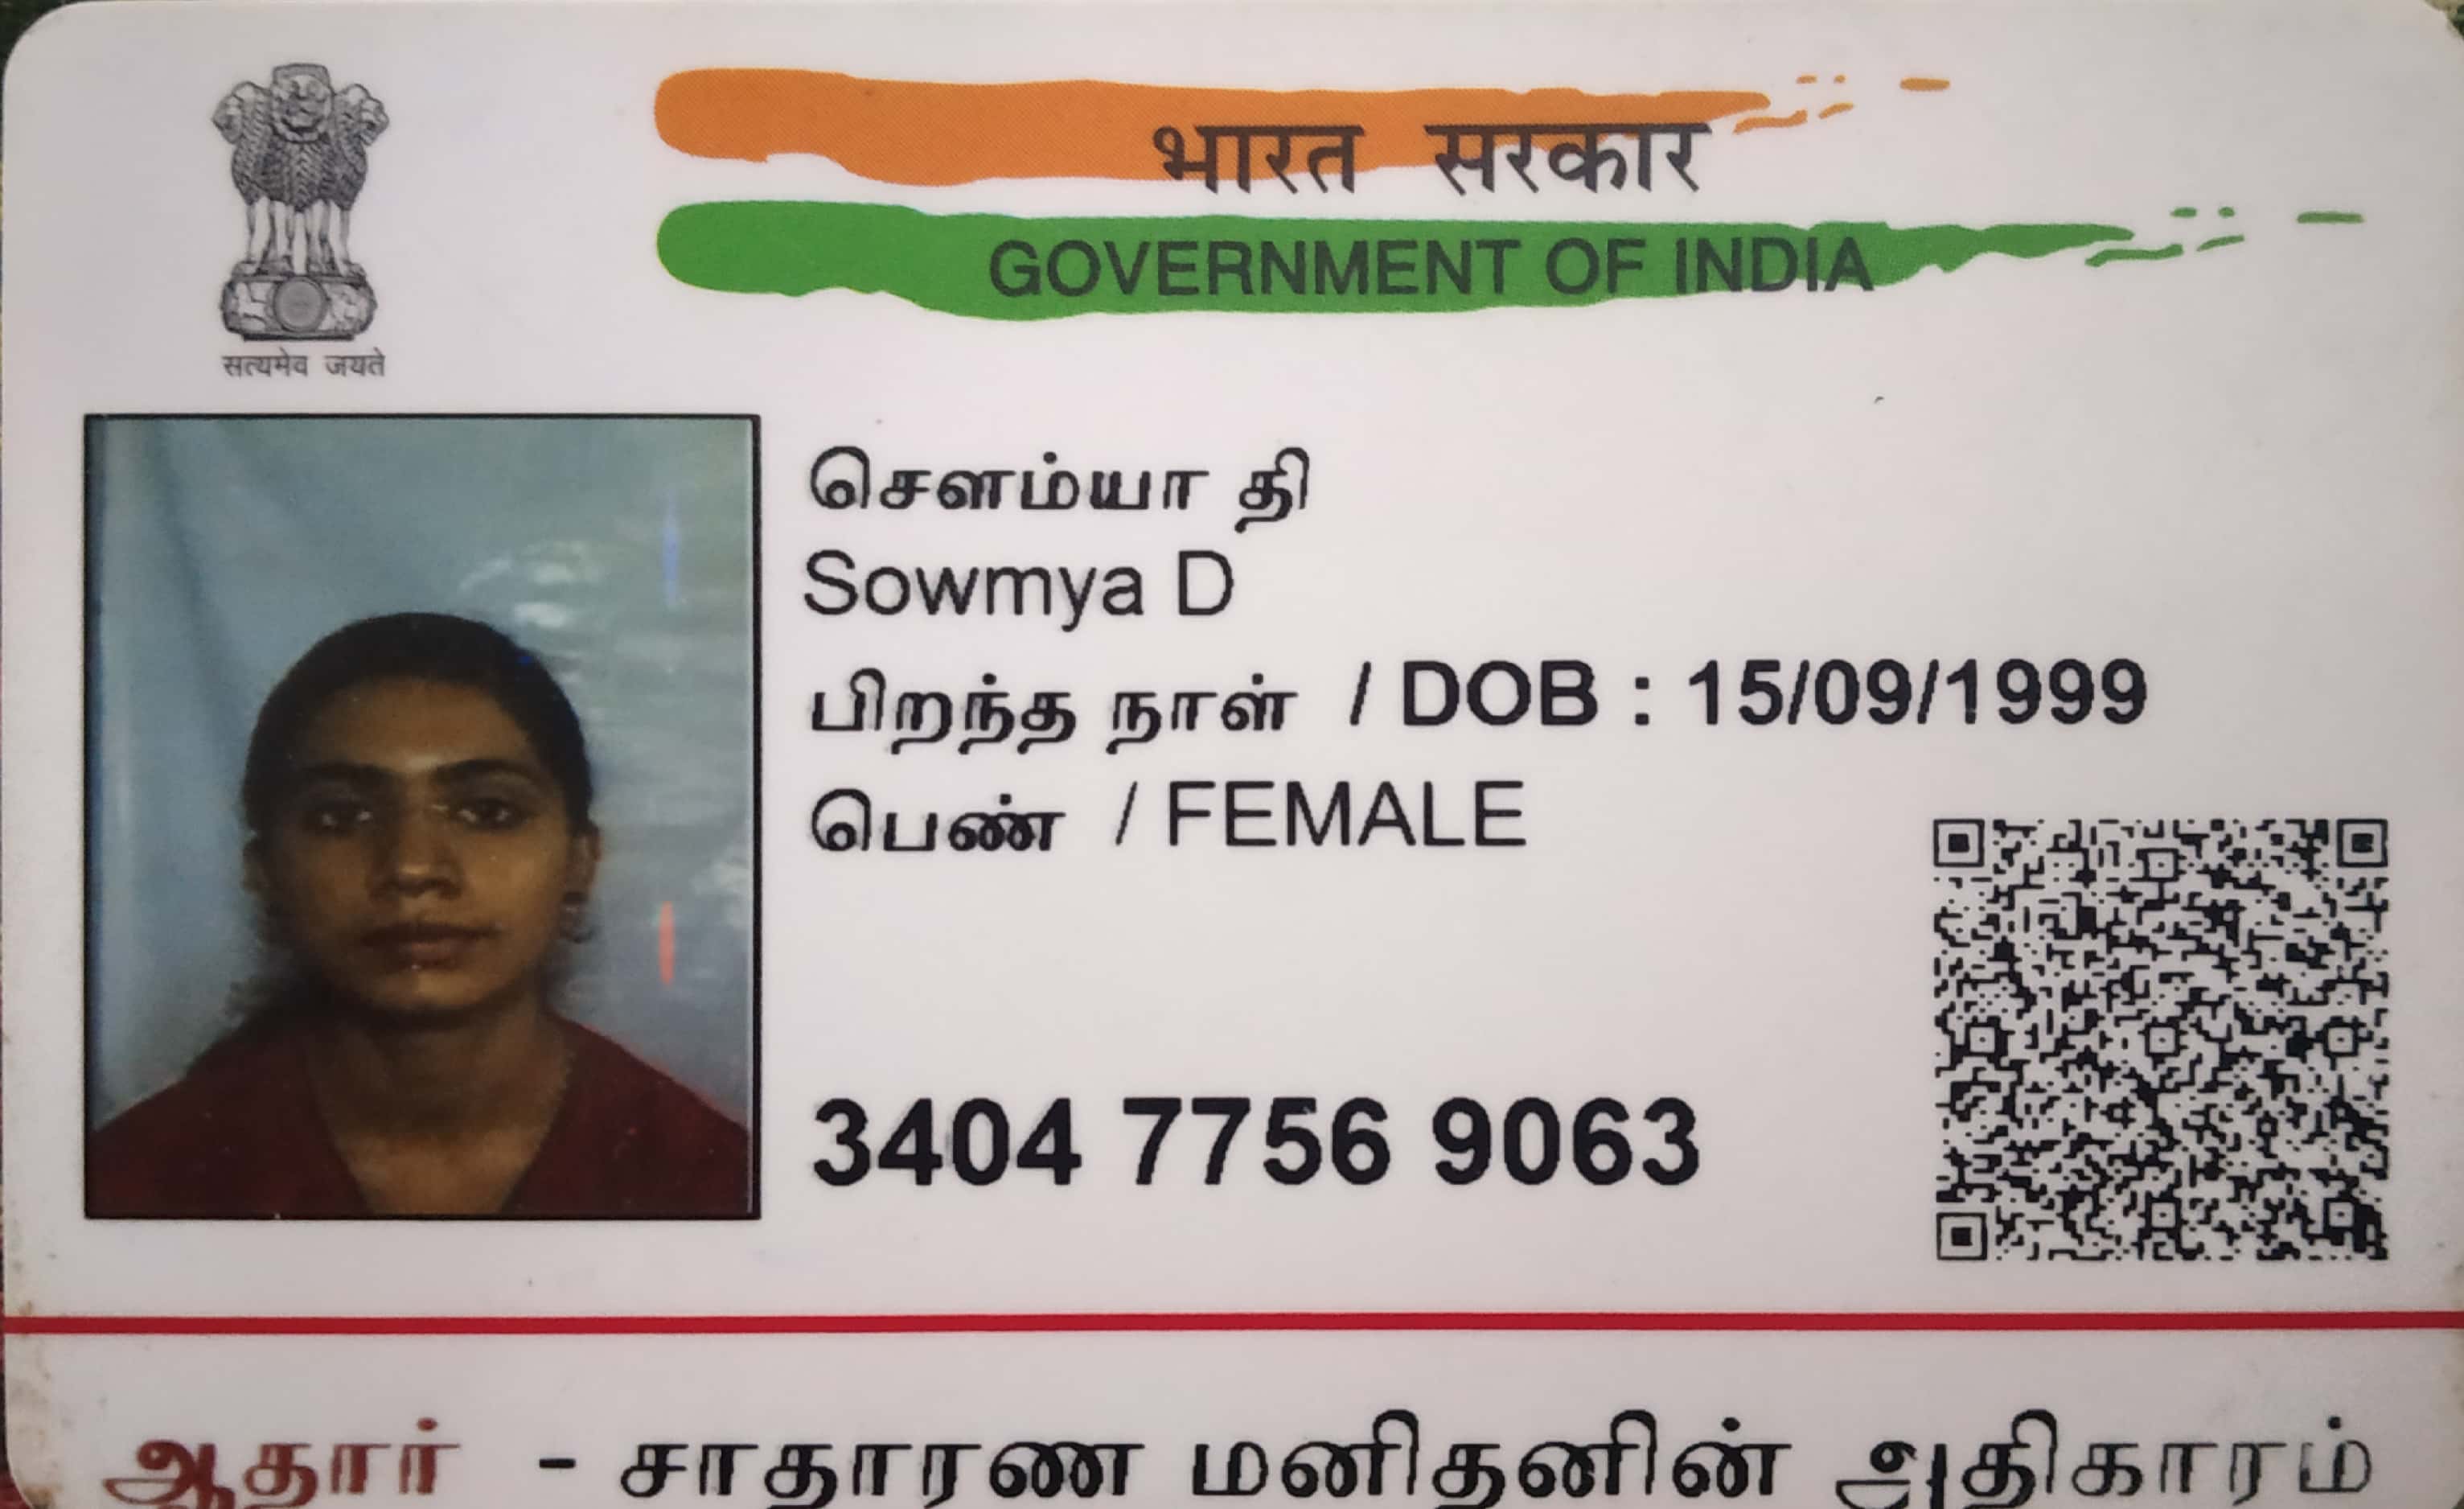 भारत सरकार
GOVERNMENT OF INDIA
सत्यमेव जयते
சௌம்யா தி
Sowmya D
பிறந்த நாள் / DOB : 15/09/1999
பெண் / FEMALE
3404 7756 9063
ஆதார் - சாதாரண மனிதனின் அதிகாரம்